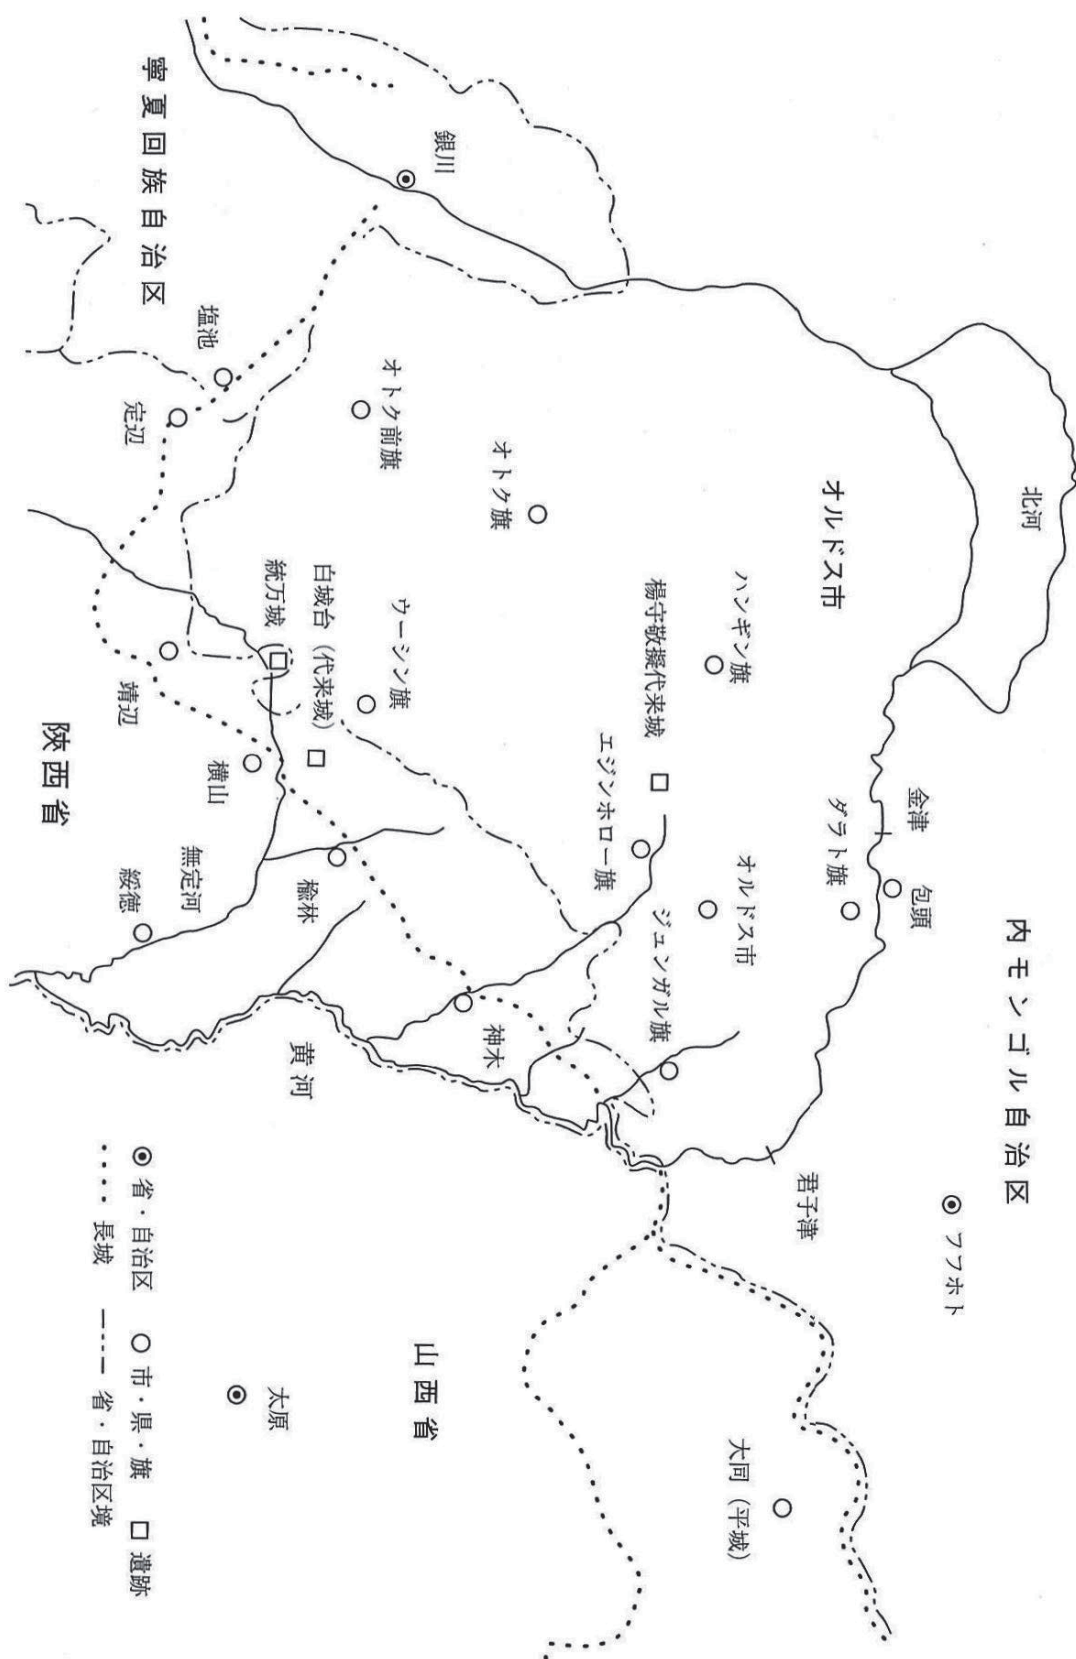 内モンゴル自治区
北河
オルドス市
金津
包頭
ダラト旗
フフホト
君子津
ハンギン旗
楊守敬擬代来城
エジンホロー旗
オルドス市
ジュンガル旗
大同（平城）
銀川
寧夏回族自治区
オトク旗
オトク前旗
塩池
定辺
ウーシン旗
白城台（代来城）
統万城
靖辺
横山
楡林
神木
無定河
綏徳
陝西省
黄河
山西省
太原
省・自治区
市・県・旗
遺跡
長城
省・自治区境